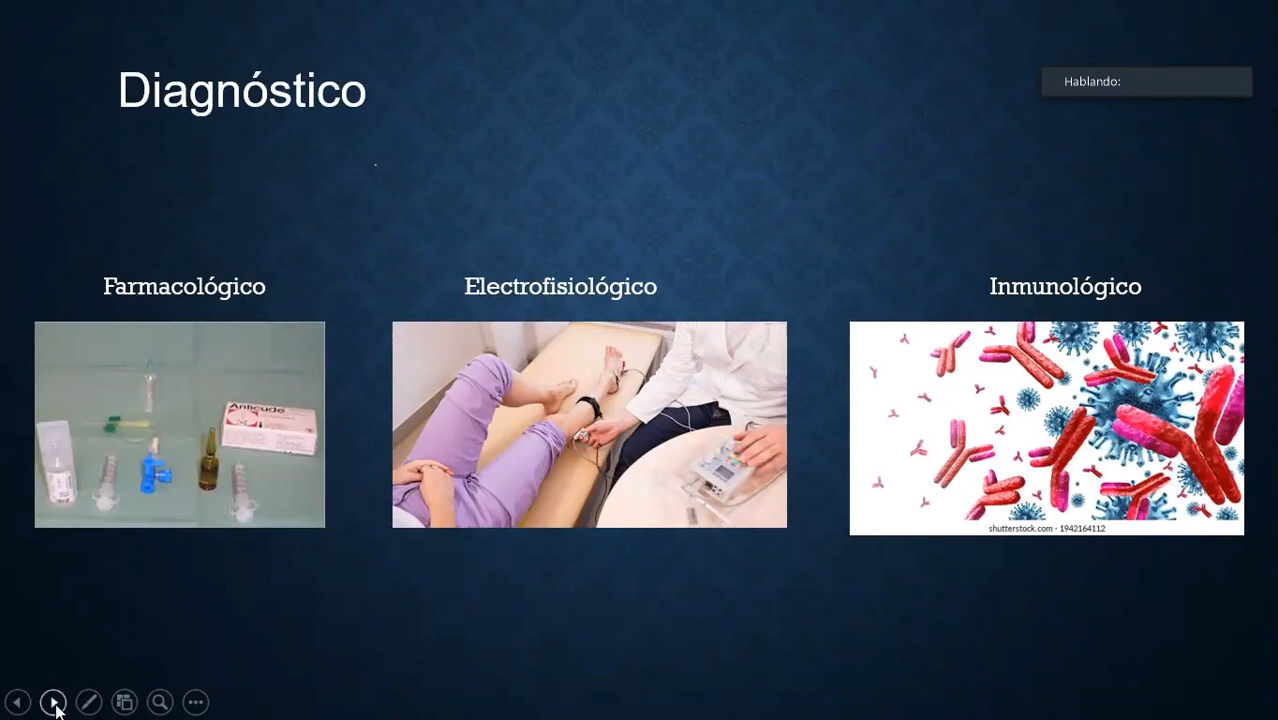 Diagnóstico
Hablando:
Farmacológico
Electrofisiológico
Inmunológico
Anticude
shutterstock.com · 1942164112